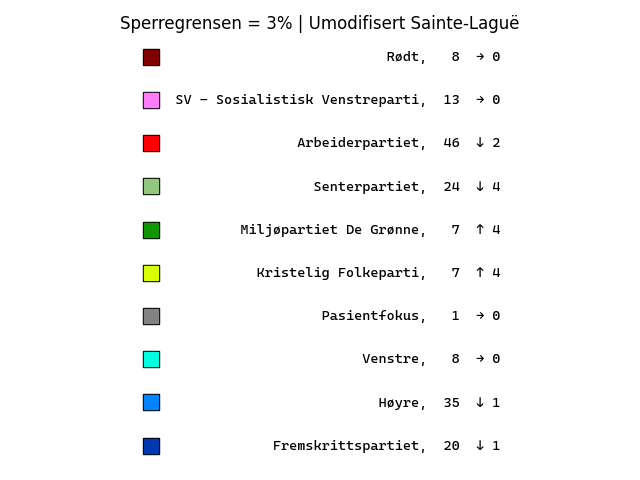 Sperregrensen = 3% | Umodifisert Sainte-Laguë
Rødt, 8 → 0
SV – Sosialistisk Venstreparti, 13 → 0
Arbeiderpartiet, 46 ↓ 2
Senterpartiet, 24 ↓ 4
Miljøpartiet De Grønne, 7 ↑ 4
Kristelig Folkeparti, 7 ↑ 4
Pasientfokus, 1 → 0
Venstre, 8 → 0
Høyre, 35 ↓ 1
Fremskrittspartiet, 20 ↓ 1